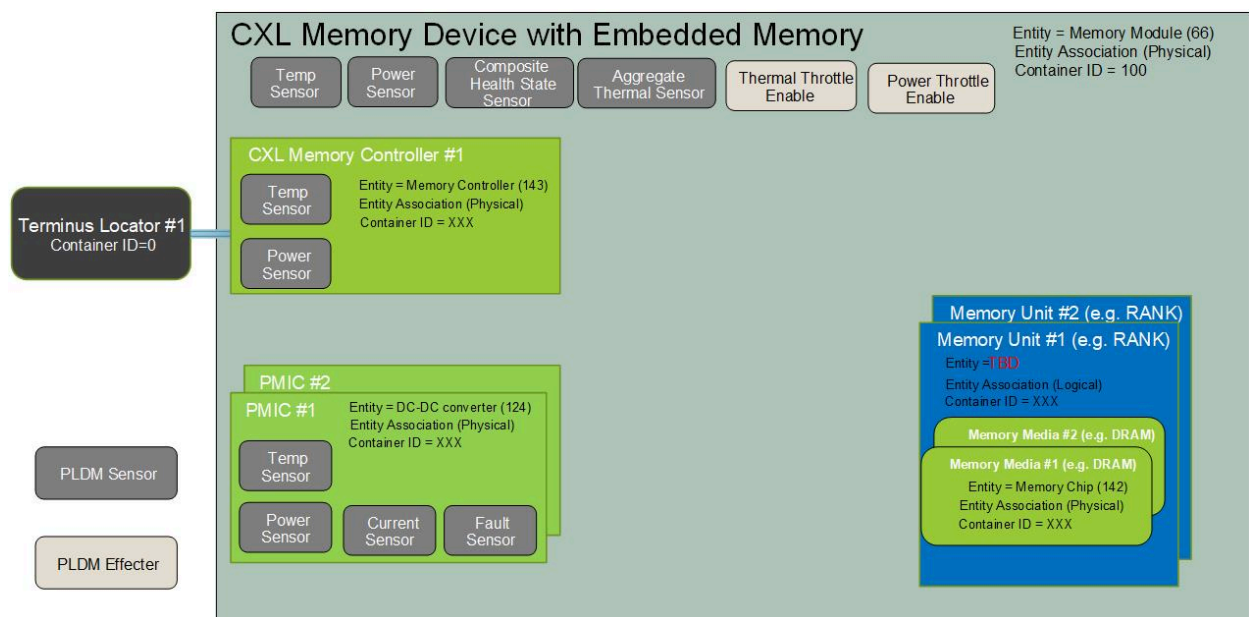 CXL Memory Device with Embedded Memory
Entity = Memory Module (66)
Entity Association (Physical)
Container ID = 100
Temp
Sensor
Power
Sensor
Composite
Health State
Sensor
Aggregate
Thermal Sensor
Thermal Throttle
Enable
Power Throttle
Enable
CXL Memory Controller #1
Temp
Sensor
Entity = Memory Controller (143)
Entity Association (Physical)
Container ID = XXX
Power
Sensor
Terminus Locator #1
Container ID=0
PMIC #2
PMIC #1
Entity = DC-DC converter (124)
Entity Association (Physical)
Container ID = XXX
Temp
Sensor
Power
Sensor
Current
Sensor
Fault
Sensor
Memory Unit #2 (e.g. RANK)
Memory Unit #1 (e.g. RANK)
Entity =TBD
Entity Association (Logical)
Container ID = XXX
Memory Media #2 (e.g. DRAM)
Memory Media #1 (e.g. DRAM)
Entity = Memory Chip (142)
Entity Association (Physical)
Container ID = XXX
PLDM Sensor
PLDM Effecter